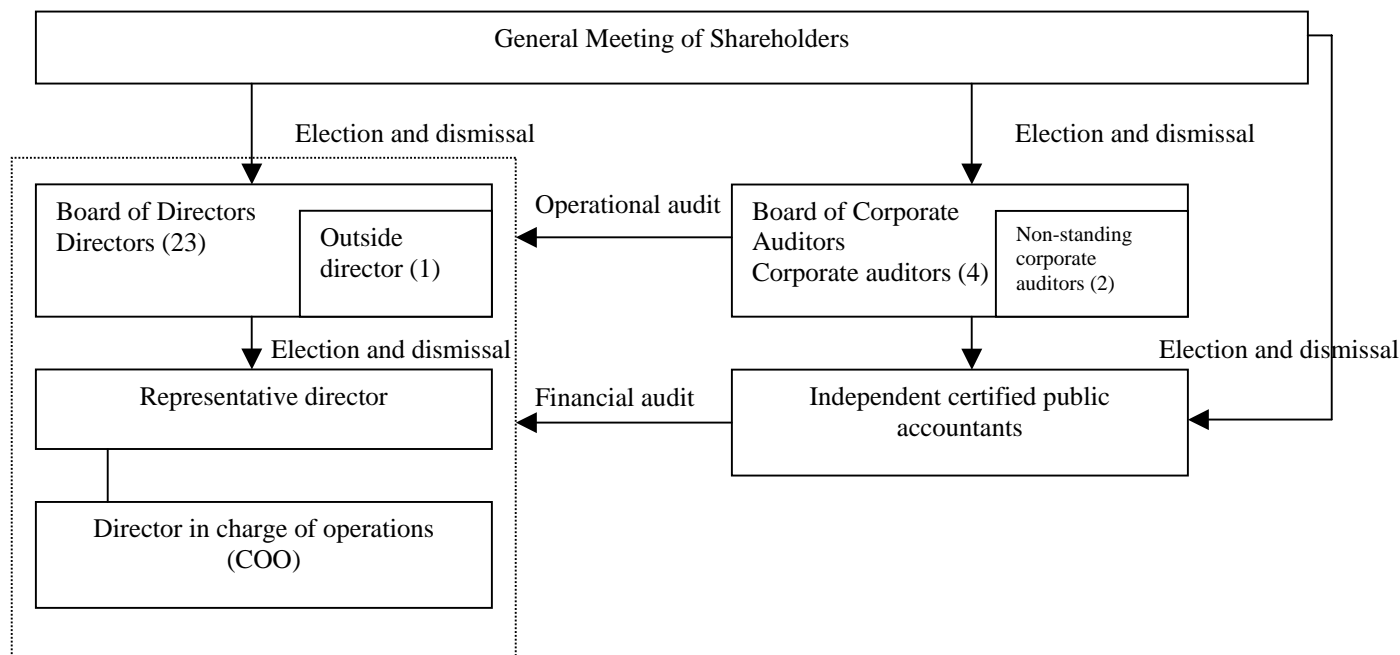 General Meeting of Shareholders
Election and dismissal
Election and dismissal
Board of Directors
Directors (23)
Outside
director (1)
Operational audit
Board of Corporate
Auditors
Corporate auditors (4)
Non-standing
corporate
auditors (2)
Election and dismissal
Election and dismissal
Representative director
Financial audit
Independent certified public
accountants
Director in charge of operations
(COO)